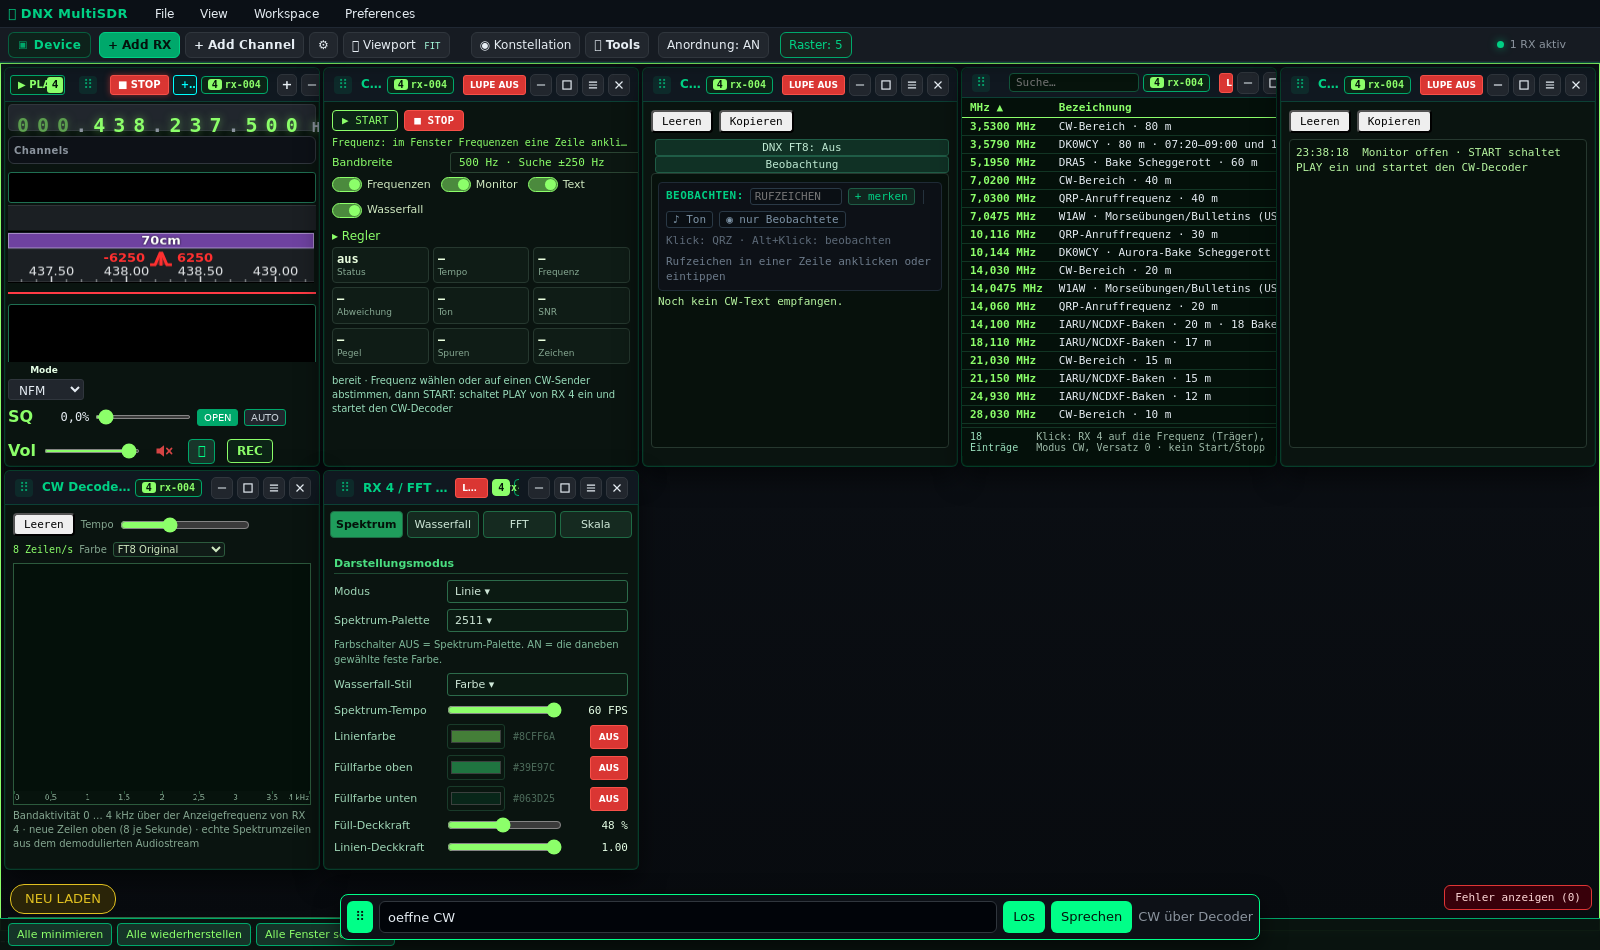 DNX MultiSDR File View Workspace Preferences
Device + Add RX + Add Channel ⚙ Viewport FIT ◉ Konstellation Tools Anordnung: AN Raster: 5 1 RX aktiv
4 ■ STOP +.. 4 rx-004 + −
000.438.237.500
Channels
70cm
-6250 6250
437.50 438.00 438.50 439.00
Mode
NFM
SQ 0,0% OPEN AUTO
Vol REC
C... 4 rx-004 LUPE AUS
▶ START ■ STOP
Frequenz: im Fenster Frequenzen eine Zeile ankli…
Bandbreite 500 Hz · Suche ±250 Hz
Frequenzen Monitor Text
Wasserfall
▸ Regler
aus – –
Status Tempo Frequenz
– – –
Abweichung Ton SNR
– – –
Pegel Spuren Zeichen
bereit · Frequenz wählen oder auf einen CW-Sender
abstimmen, dann START: schaltet PLAY von RX 4 ein und
startet den CW-Decoder
C... 4 rx-004 LUPE AUS
Leeren Kopieren
DNX FT8: Aus
Beobachtung
BEOBACHTEN: RUFZEICHEN + merken
♪ Ton ◉ nur Beobachtete
Klick: QRZ · Alt+Klick: beobachten
Rufzeichen in einer Zeile anklicken oder
eintippen
Noch kein CW-Text empfangen.
Suche… 4 rx-004 L
MHz ▲ Bezeichnung
3,5300 MHz CW-Bereich · 80 m
3,5790 MHz DK0WCY · 80 m · 07:20–09:00 und 1
5,1950 MHz DRA5 · Bake Scheggerott · 60 m
7,0200 MHz CW-Bereich · 40 m
7,0300 MHz QRP-Anruffrequenz · 40 m
7,0475 MHz W1AW · Morseübungen/Bulletins (US
10,116 MHz QRP-Anruffrequenz · 30 m
10,144 MHz DK0WCY · Aurora-Bake Scheggerott
14,030 MHz CW-Bereich · 20 m
14,0475 MHz W1AW · Morseübungen/Bulletins (US
14,060 MHz QRP-Anruffrequenz · 20 m
14,100 MHz IARU/NCDXF-Baken · 20 m · 18 Bake
18,110 MHz IARU/NCDXF-Baken · 17 m
21,030 MHz CW-Bereich · 15 m
21,150 MHz IARU/NCDXF-Baken · 15 m
24,930 MHz IARU/NCDXF-Baken · 12 m
28,030 MHz CW-Bereich · 10 m
18 Einträge
Klick: RX 4 auf die Frequenz (Träger),
Modus CW, Versatz 0 · kein Start/Stopp
C... 4 rx-004 LUPE AUS
Leeren Kopieren
23:38:18 Monitor offen · START schaltet
PLAY ein und startet den CW-Decoder
CW Decode... 4 rx-004
Leeren Tempo
8 Zeilen/s Farbe FT8 Original
0 0,5 1 1,5 2 2,5 3 3,5 4 kHz
Bandaktivität 0 … 4 kHz über der Anzeigefrequenz von RX
4 · neue Zeilen oben (8 je Sekunde) · echte Spektrumzeilen
aus dem demodulierten Audiostream
RX 4 / FFT ... L... 4
Spektrum Wasserfall FFT Skala
Darstellungsmodus
Modus Linie ▾
Spektrum-Palette 2511 ▾
Farbschalter AUS = Spektrum-Palette. AN = die daneben
gewählte feste Farbe.
Wasserfall-Stil Farbe ▾
Spektrum-Tempo 60 FPS
Linienfarbe #8CFF6A AUS
Füllfarbe oben #39E97C AUS
Füllfarbe unten #063D25 AUS
Füll-Deckkraft 48 %
Linien-Deckkraft 1.00
NEU LADEN
Fehler anzeigen (0)
oeffne CW Los Sprechen CW über Decoder
Alle minimieren Alle wiederherstellen Alle Fenster